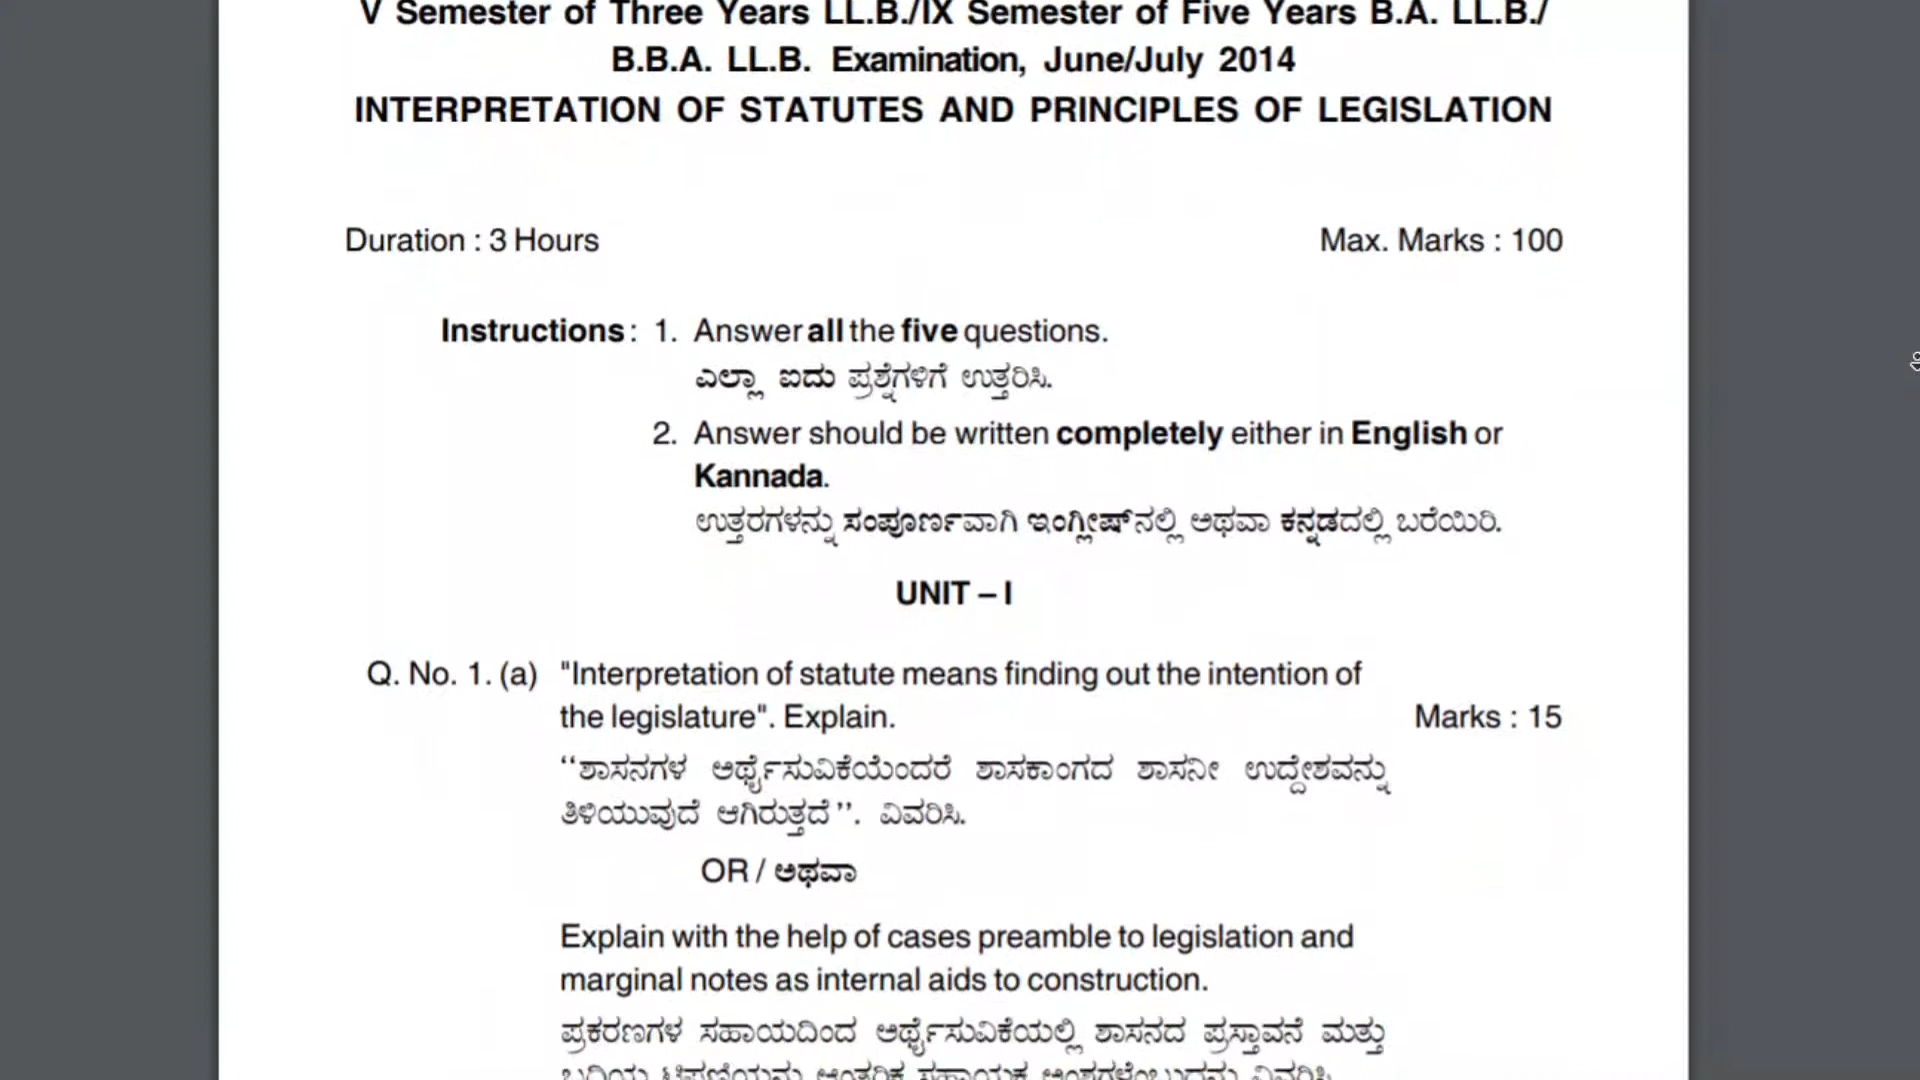 V Semester of Three Years LL.B./IX Semester of Five Years B.A. LL.B./
B.B.A. LL.B. Examination, June/July 2014
INTERPRETATION OF STATUTES AND PRINCIPLES OF LEGISLATION
Duration : 3 Hours Max. Marks : 100
Instructions : 1. Answer all the five questions.
ಎಲ್ಲಾ ಐದು ಪ್ರಶ್ನೆಗಳಿಗೆ ಉತ್ತರಿಸಿ.
2. Answer should be written completely either in English or
Kannada.
ಉತ್ತರಗಳನ್ನು ಸಂಪೂರ್ಣವಾಗಿ ಇಂಗ್ಲೀಷ್‌ನಲ್ಲಿ ಅಥವಾ ಕನ್ನಡದಲ್ಲಿ ಬರೆಯಿರಿ.
UNIT – I
Q. No. 1. (a) "Interpretation of statute means finding out the intention of
the legislature". Explain. Marks : 15
‘‘ಶಾಸನಗಳ ಅರ್ಥೈಸುವಿಕೆಯೆಂದರೆ ಶಾಸಕಾಂಗದ ಶಾಸನೀ ಉದ್ದೇಶವನ್ನು
ತಿಳಿಯುವುದೆ ಆಗಿರುತ್ತದೆ’’. ವಿವರಿಸಿ.
OR / ಅಥವಾ
Explain with the help of cases preamble to legislation and
marginal notes as internal aids to construction.
ಪ್ರಕರಣಗಳ ಸಹಾಯದಿಂದ ಅರ್ಥೈಸುವಿಕೆಯಲ್ಲಿ ಶಾಸನದ ಪ್ರಸ್ತಾವನೆ ಮತ್ತು